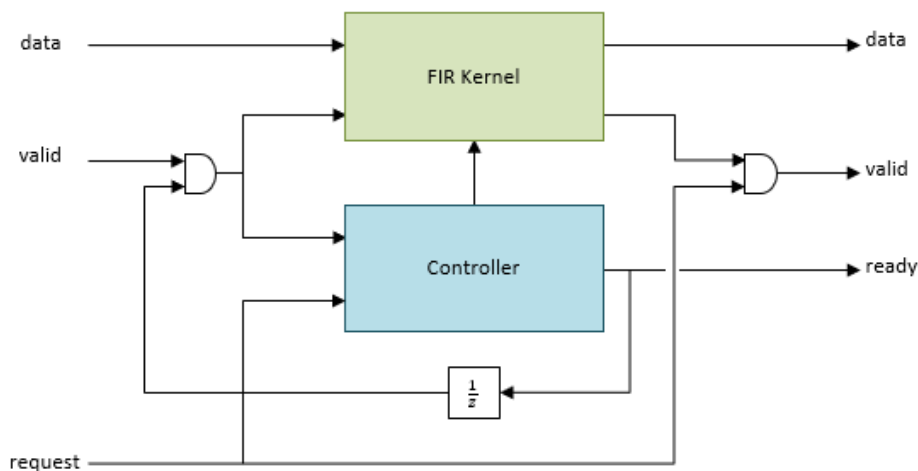 data
data
FIR Kernel
valid
valid
Controller
ready
1
z
request